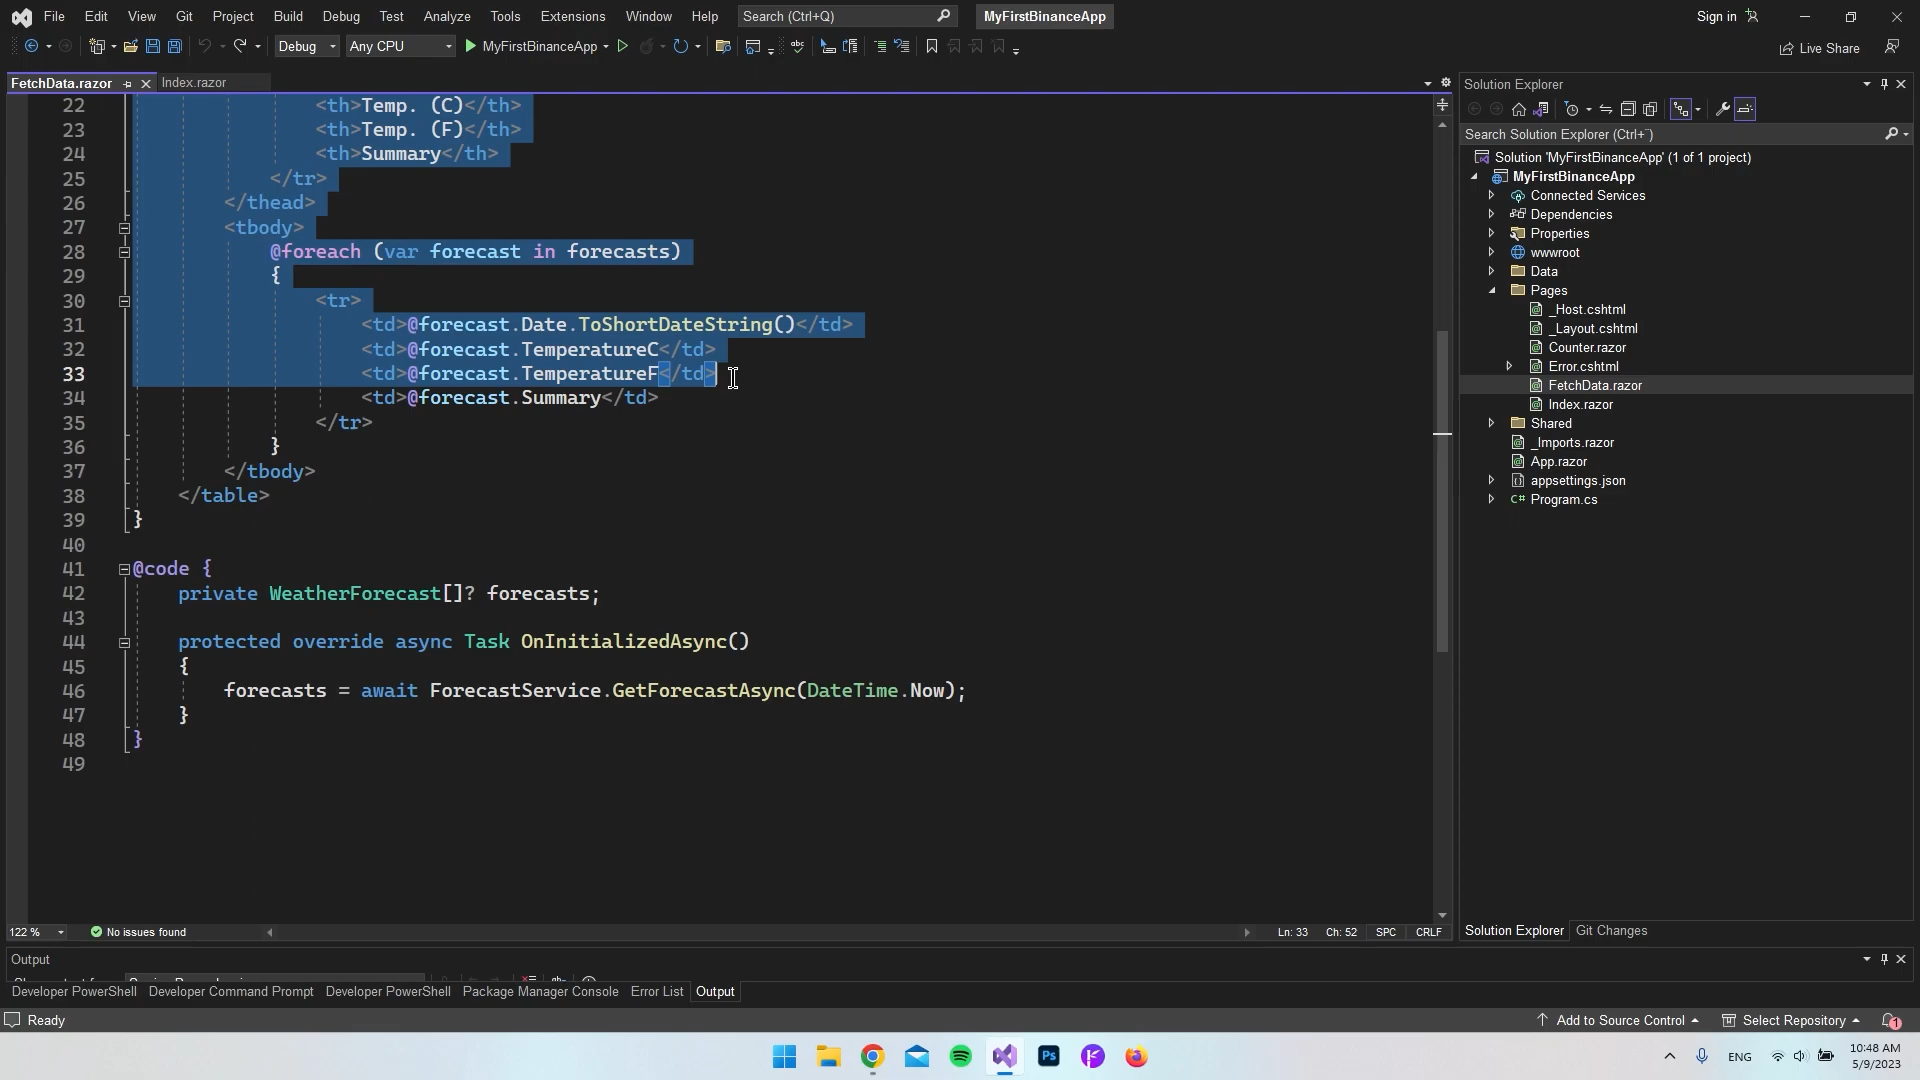 File Edit View Git Project Build Debug Test Analyze Tools Extensions Window Help Search (Ctrl+Q) MyFirstBinanceApp Sign in
Debug Any CPU MyFirstBinanceApp Live Share
FetchData.razor Index.razor
22 <th>Temp. (C)</th>
23 <th>Temp. (F)</th>
24 <th>Summary</th>
25 </tr>
26 </thead>
27 <tbody>
28 @foreach (var forecast in forecasts)
29 {
30 <tr>
31 <td>@forecast.Date.ToShortDateString()</td>
32 <td>@forecast.TemperatureC</td>
33 <td>@forecast.TemperatureF</td>
34 <td>@forecast.Summary</td>
35 </tr>
36 }
37 </tbody>
38 </table>
39 }
40
41 @code {
42 private WeatherForecast[]? forecasts;
43
44 protected override async Task OnInitializedAsync()
45 {
46 forecasts = await ForecastService.GetForecastAsync(DateTime.Now);
47 }
48 }
49
122 % No issues found Ln: 33 Ch: 52 SPC CRLF
Solution Explorer
Search Solution Explorer (Ctrl+¨)
Solution 'MyFirstBinanceApp' (1 of 1 project)
MyFirstBinanceApp
Connected Services
Dependencies
Properties
wwwroot
Data
Pages
_Host.cshtml
_Layout.cshtml
Counter.razor
Error.cshtml
FetchData.razor
Index.razor
Shared
_Imports.razor
App.razor
appsettings.json
Program.cs
Solution Explorer Git Changes
Output
Developer PowerShell Developer Command Prompt Developer PowerShell Package Manager Console Error List Output
Ready Add to Source Control Select Repository 1
Ps ENG 10:48 AM
5/9/2023